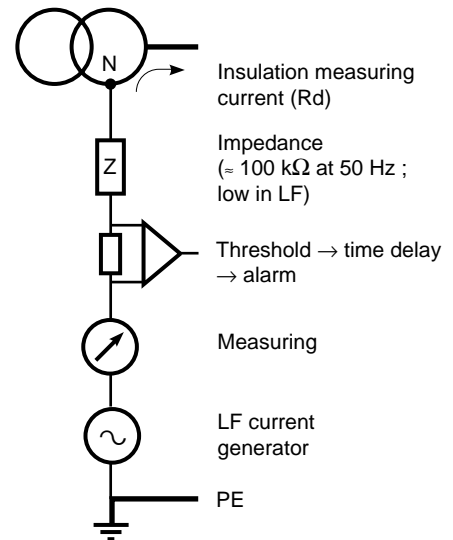 N
Insulation measuring
current (Rd)
Z
Impedance
(≈ 100 kΩ at 50 Hz ;
low in LF)
Threshold → time delay
→ alarm
Measuring
LF current
generator
PE